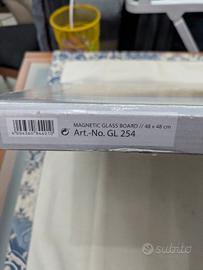 MAGNETIC GLASS BOARD // 48 x 48 cm
Art.-No. GL 254
subito